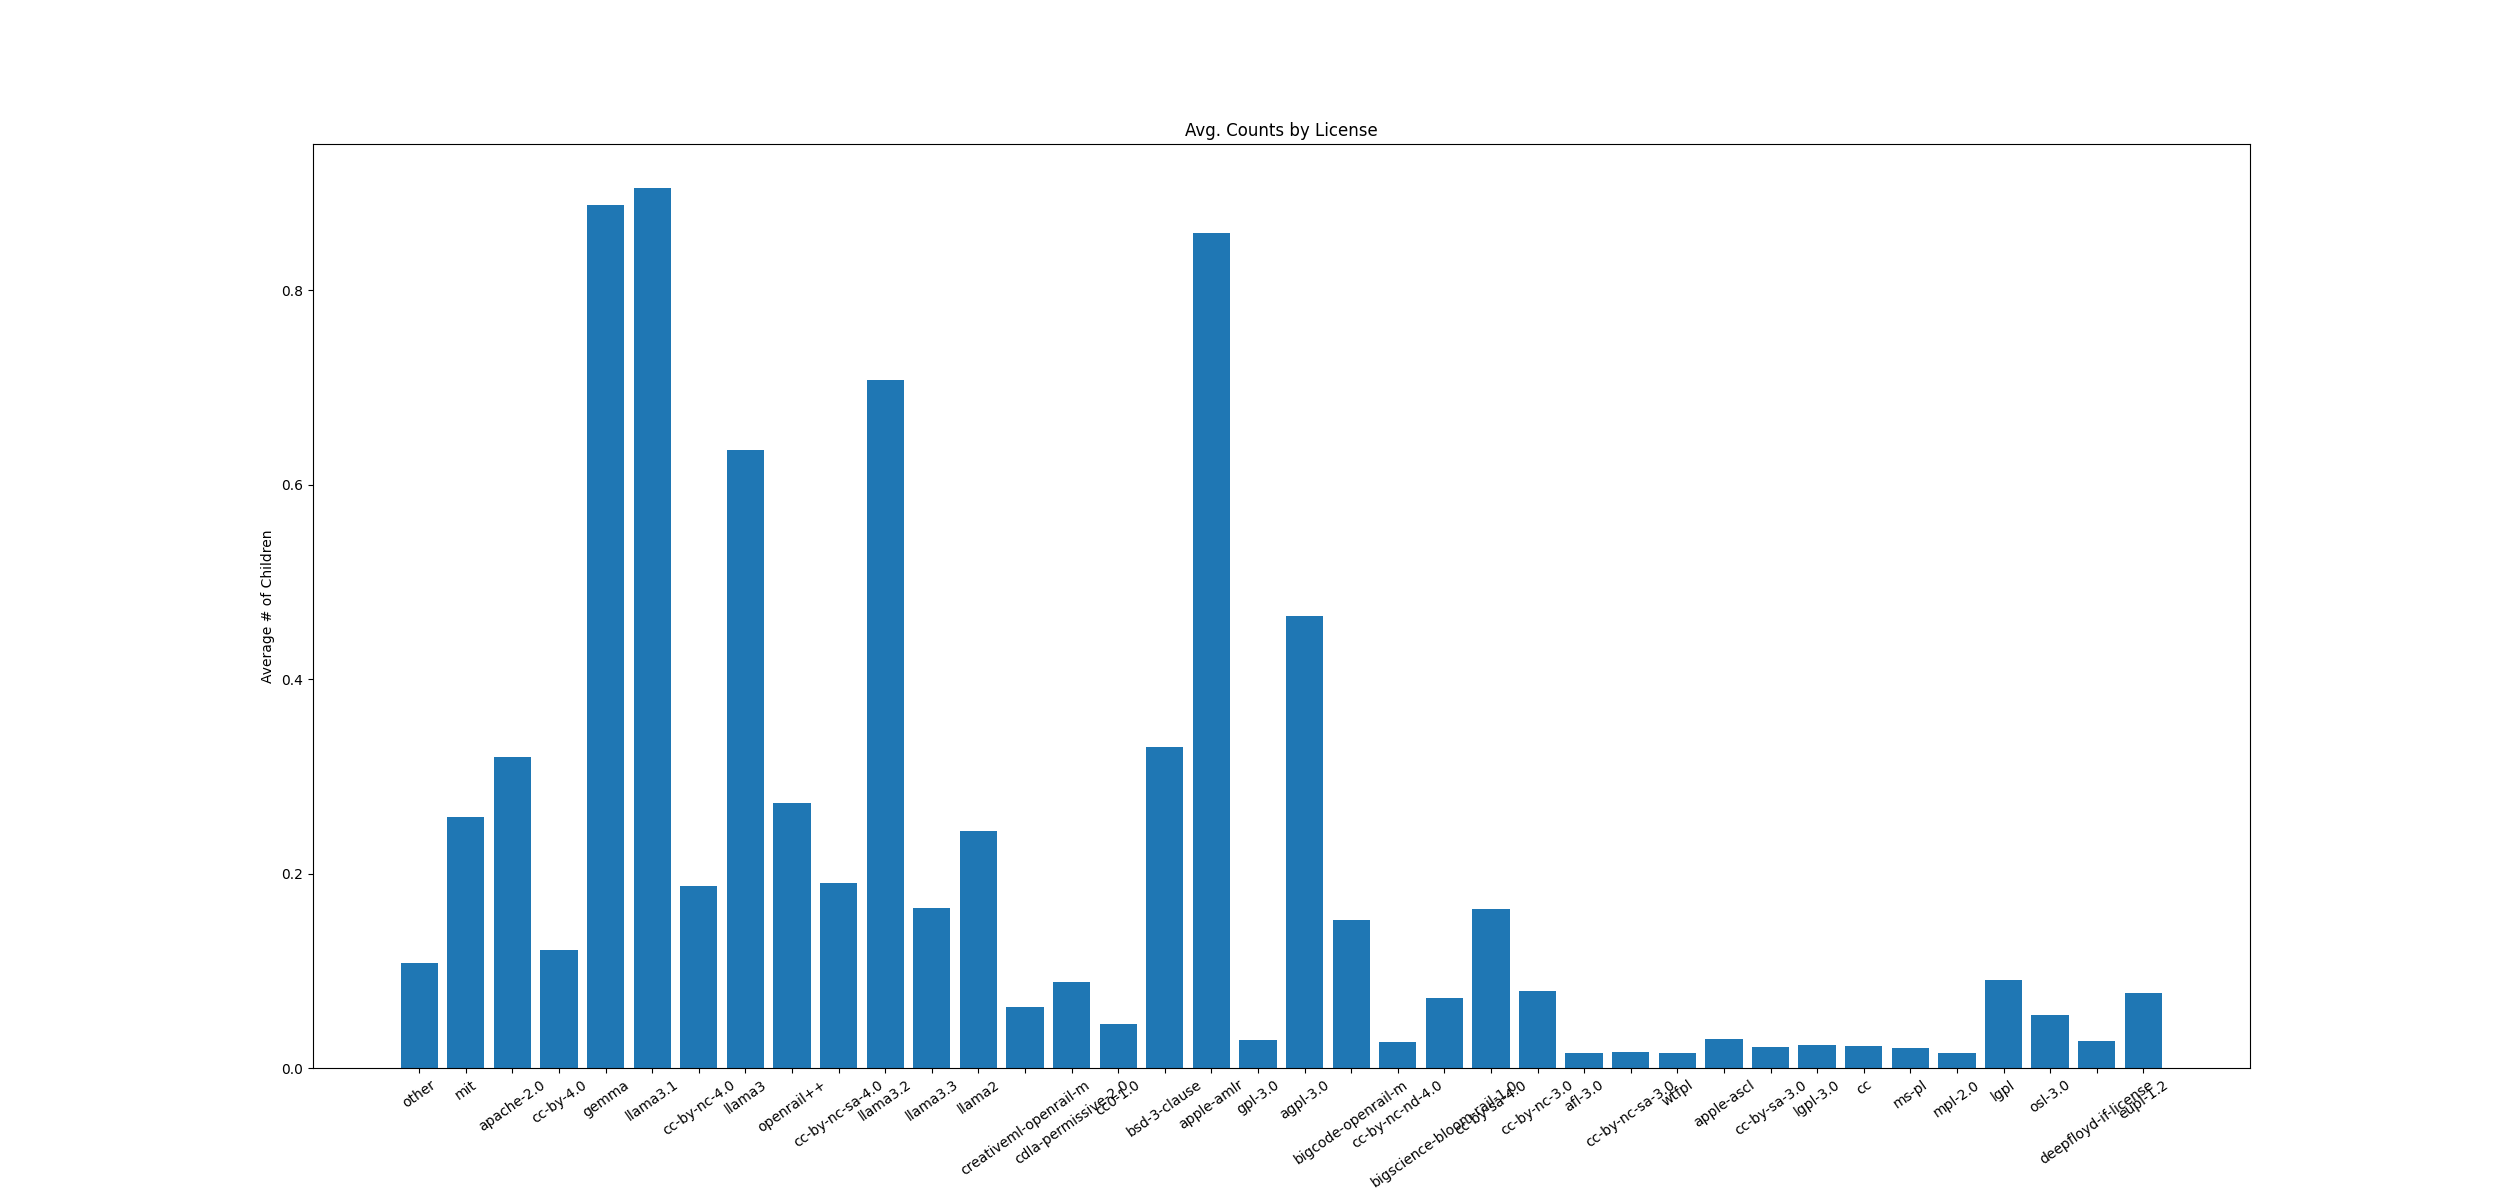 Avg. Counts by License
Average # of Children
0.8
0.6
0.4
0.2
0.0
other
mit
apache-2.0
cc-by-4.0
gemma
llama3.1
cc-by-nc-4.0
llama3
openrail++
cc-by-nc-sa-4.0
llama3.2
llama3.3
llama2
creativeml-openrail-m
cdla-permissive-2.0
cc0-1.0
bsd-3-clause
apple-amlr
gpl-3.0
agpl-3.0
bigcode-openrail-m
cc-by-nc-nd-4.0
bigscience-bloom-rail-1.0
cc-by-sa-4.0
cc-by-nc-3.0
afl-3.0
cc-by-nc-sa-3.0
wtfpl
apple-ascl
cc-by-sa-3.0
lgpl-3.0
cc
ms-pl
mpl-2.0
lgpl
osl-3.0
deepfloyd-if-license
eupl-1.2